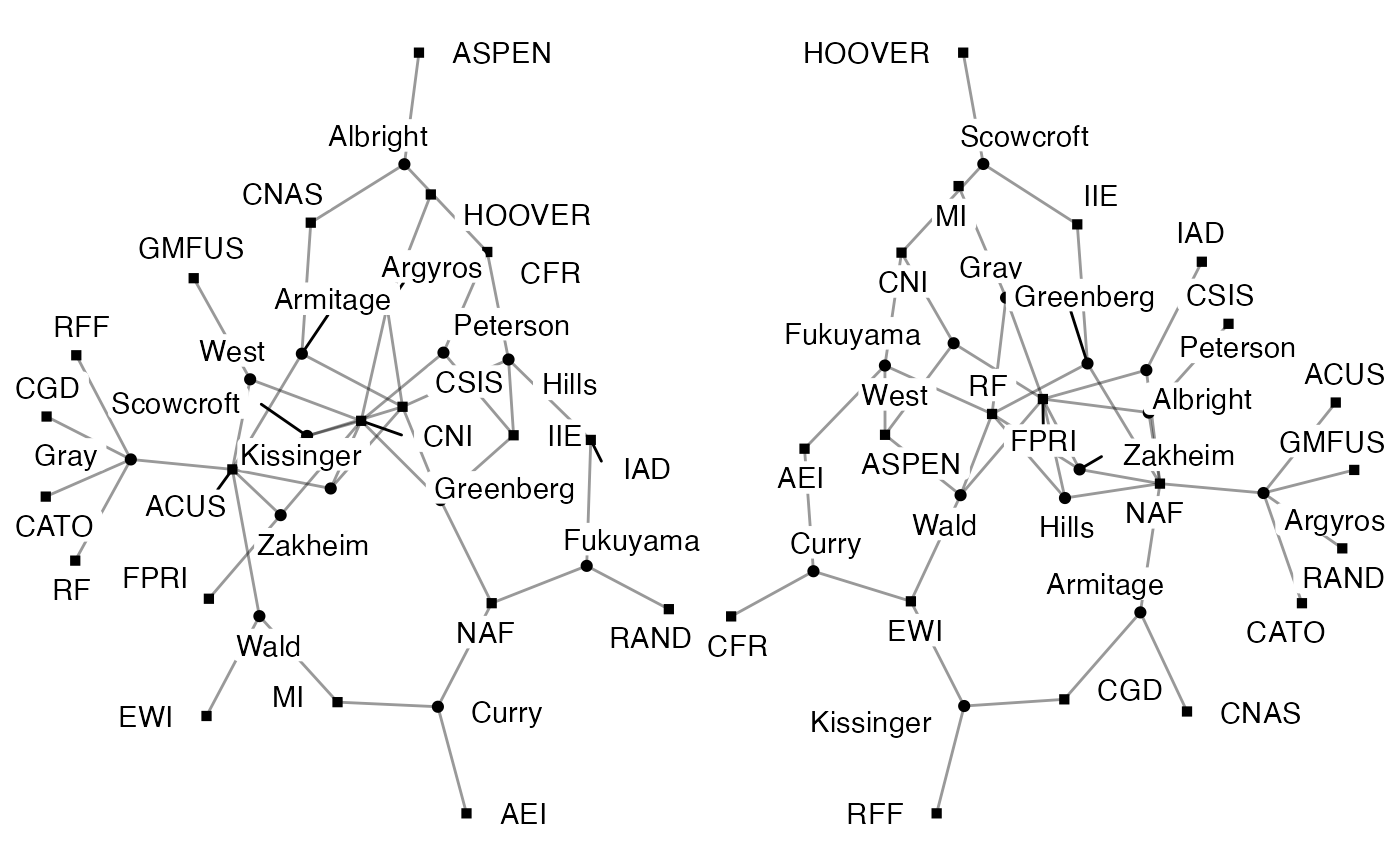 ASPEN
Albright
CNAS
HOOVER
GMFUS
Argyros
CFR
Armitage
RFF
Peterson
West
CGD
CSIS
Hills
Scowcroft
CNI
IIE
Gray
Kissinger
IAD
ACUS
Greenberg
CATO
Zakheim
Fukuyama
FPRI
RF
NAF
RAND
Wald
MI
EWI
Curry
AEI
HOOVER
Scowcroft
IIE
MI
IAD
Gray
CNI
Greenberg
CSIS
Fukuyama
Peterson
RF
ACUS
West
Albright
FPRI
GMFUS
ASPEN
Zakheim
AEI
Wald
Hills
NAF
Argyros
Curry
RAND
Armitage
EWI
CATO
CFR
CGD
Kissinger
CNAS
RFF